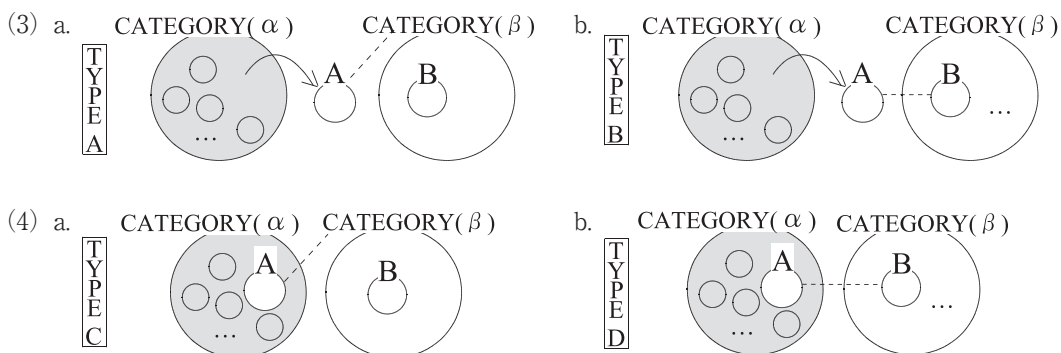 (3) a. CATEGORY(α) CATEGORY(β) b. CATEGORY(α) CATEGORY(β)
TYPE A
A
B
…
TYPE B
A
B
…
…
(4) a. CATEGORY(α) CATEGORY(β) b. CATEGORY(α) CATEGORY(β)
TYPE C
A
B
…
TYPE D
A
B
…
…